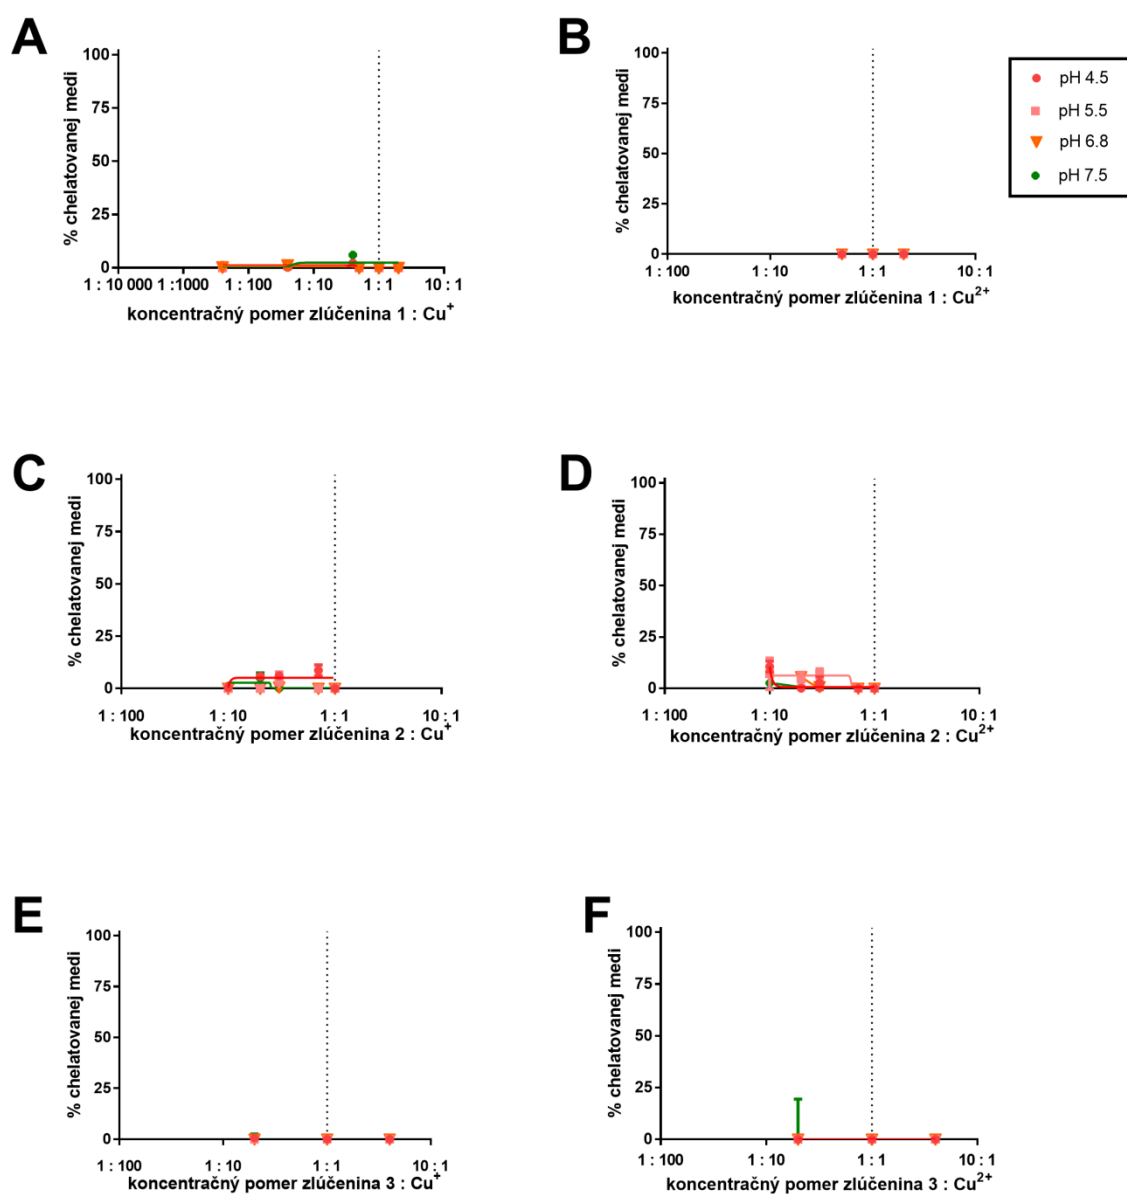 A
% chelatovanej medi
100
75
50
25
0
1 : 10 000
1 :1000
1 : 100
1 : 10
1 : 1
10 : 1
koncentračný pomer zlúčenina 1 : Cu⁺
B
% chelatovanej medi
100
75
50
25
0
1 : 100
1 : 10
1 : 1
10 : 1
koncentračný pomer zlúčenina 1 : Cu²⁺
pH 4.5
pH 5.5
pH 6.8
pH 7.5
C
% chelatovanej medi
100
75
50
25
0
1 : 100
1 : 10
1 : 1
10 : 1
koncentračný pomer zlúčenina 2 : Cu⁺
D
% chelatovanej medi
100
75
50
25
0
1 : 100
1 : 10
1 : 1
10 : 1
koncentračný pomer zlúčenina 2 : Cu²⁺
E
% chelatovanej medi
100
75
50
25
0
1 : 100
1 : 10
1 : 1
10 : 1
koncentračný pomer zlúčenina 3 : Cu⁺
F
% chelatovanej medi
100
75
50
25
0
1 : 100
1 : 10
1 : 1
10 : 1
koncentračný pomer zlúčenina 3 : Cu²⁺